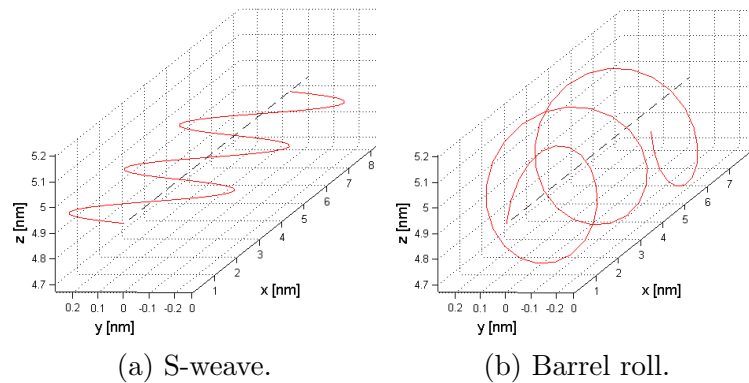 5.2
5.1
5
4.9
4.8
4.7
z [nm]
0.2 0.1 0 -0.1 -0.2 0
y [nm]
1 2 3 4 5 6 7 8
x [nm]
(a) S-weave.
5.2
5.1
5
4.9
4.8
4.7
z [nm]
0.2 0.1 0 -0.1 -0.2 0
y [nm]
1 2 3 4 5 6 7
x [nm]
(b) Barrel roll.